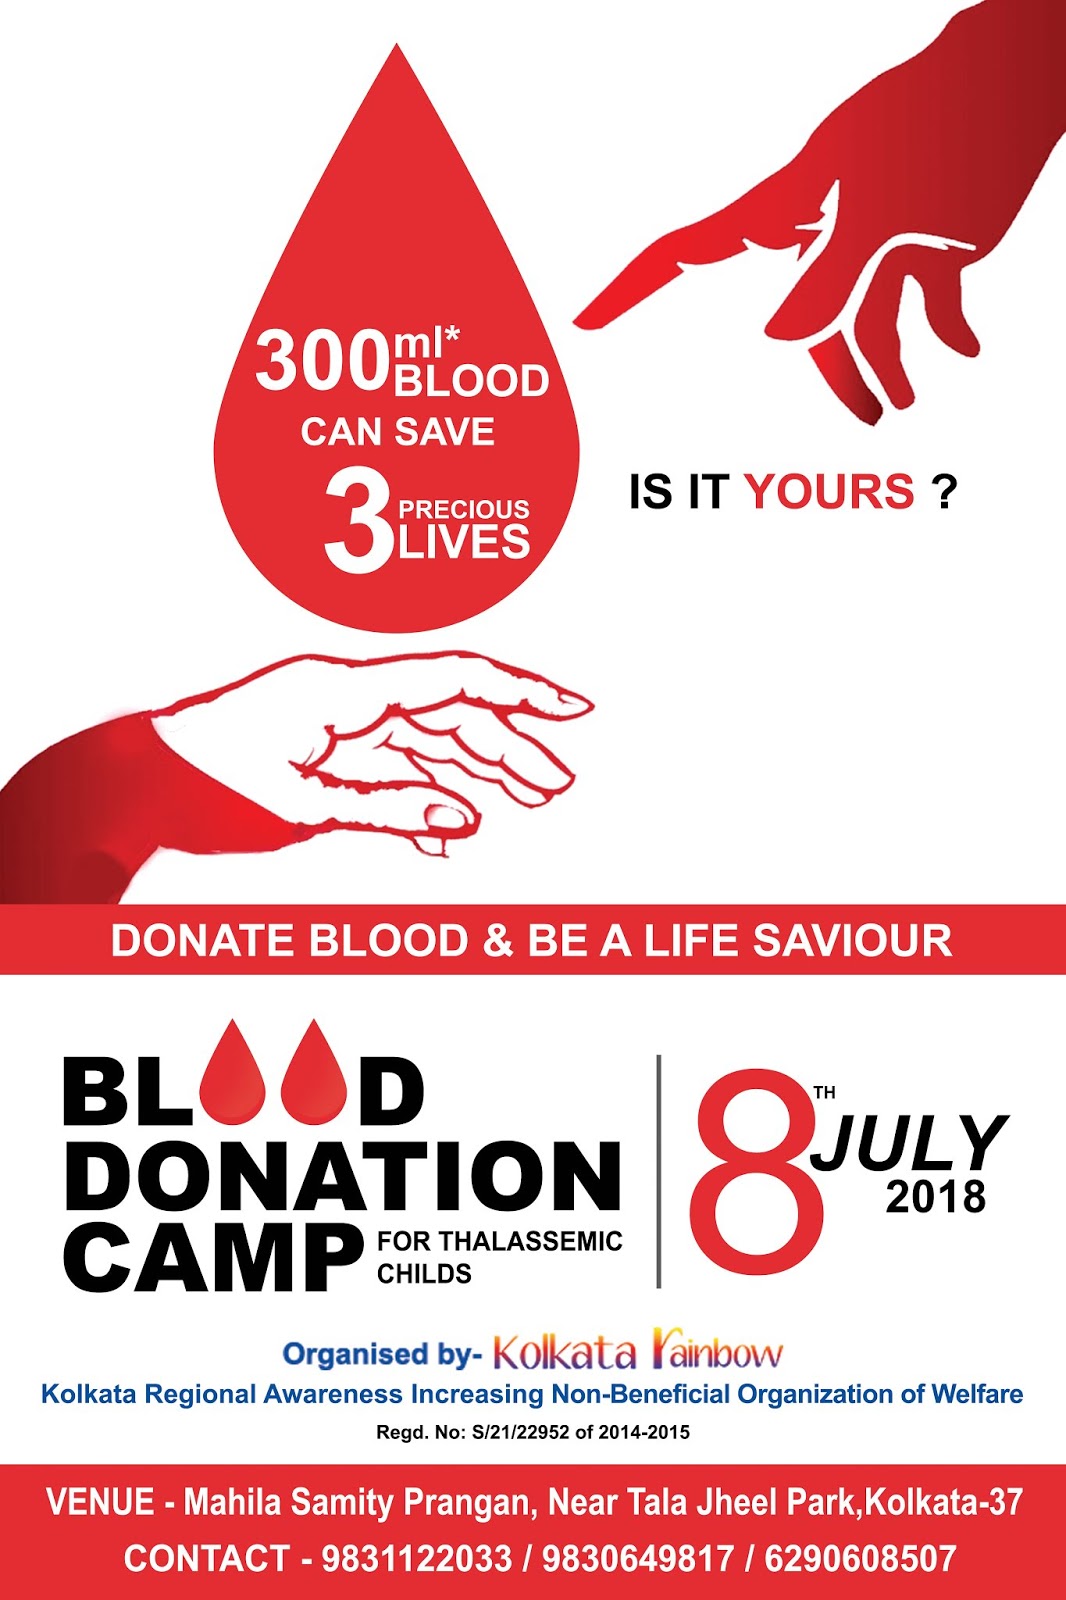 300 ml*
BLOOD
CAN SAVE
3 PRECIOUS
LIVES
IS IT YOURS ?
DONATE BLOOD & BE A LIFE SAVIOUR
BLOOD
DONATION
CAMP FOR THALASSEMIC
CHILDS
8TH
JULY
2018
Organised by- Kolkata rainbow
Kolkata Regional Awareness Increasing Non-Beneficial Organization of Welfare
Regd. No: S/21/22952 of 2014-2015
VENUE - Mahila Samity Prangan, Near Tala Jheel Park,Kolkata-37
CONTACT - 9831122033 / 9830649817 / 6290608507